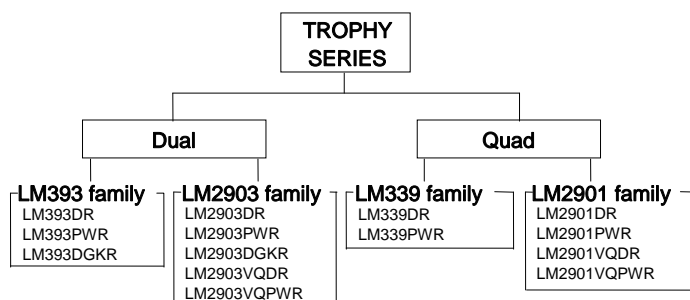 TROPHY
SERIES
Dual
Quad
LM393 family
LM393DR
LM393PWR
LM393DGKR
LM2903 family
LM2903DR
LM2903PWR
LM2903DGKR
LM2903VQDR
LM2903VQPWR
LM339 family
LM339DR
LM339PWR
LM2901 family
LM2901DR
LM2901PWR
LM2901VQDR
LM2901VQPWR